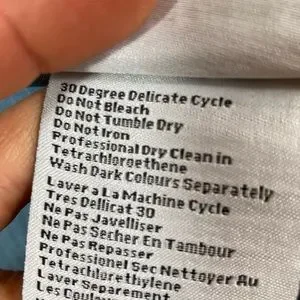 30 Degree Delicate Cycle
Do Not Bleach
Do Not Tumble Dry
Do Not Iron
Professional Dry Clean in
Tetrachloroethene
Wash Dark Colours Separately
Laver a La Machine Cycle
Tres Dellicat 30
Ne Pas Javelliser
Ne Pas Secher En Tambour
Ne Pas Repasser
Professionel Sec Nettoyer Au
Tetrachlorethylene
Laver Separement
Les